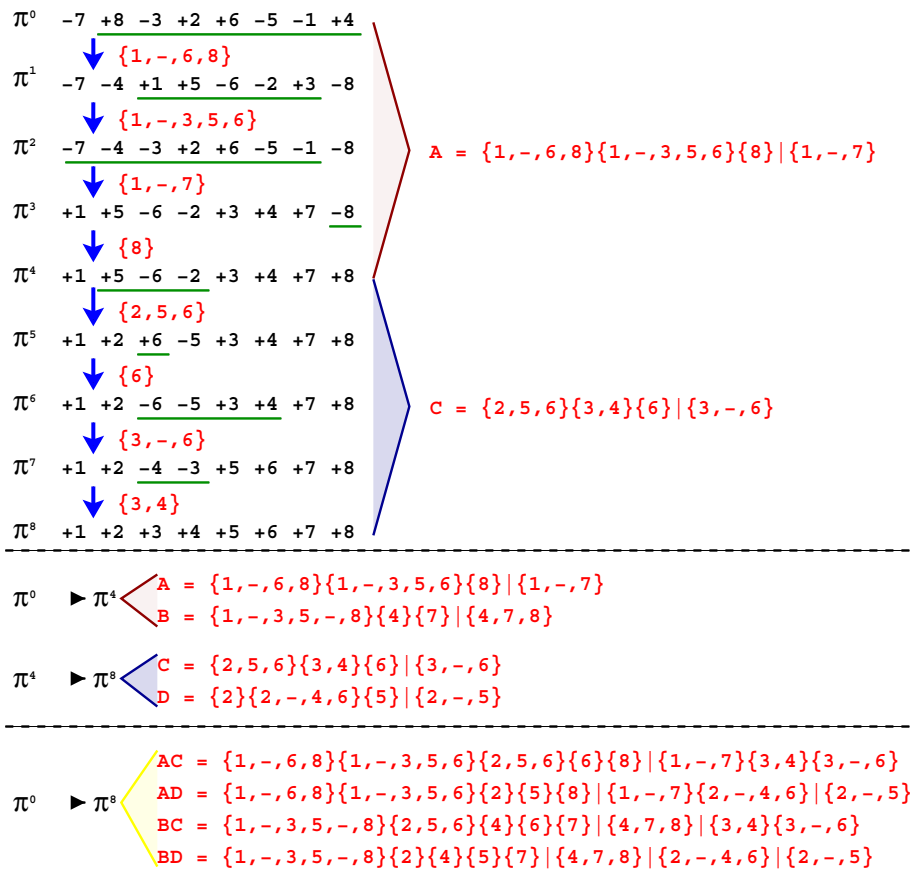 π⁰ -7 +8 -3 +2 +6 -5 -1 +4
{1,-,6,8}
π¹ -7 -4 +1 +5 -6 -2 +3 -8
{1,-,3,5,6}
π² -7 -4 -3 +2 +6 -5 -1 -8
A = {1,-,6,8}{1,-,3,5,6}{8}|{1,-,7}
{1,-,7}
π³ +1 +5 -6 -2 +3 +4 +7 -8
{8}
π⁴ +1 +5 -6 -2 +3 +4 +7 +8
{2,5,6}
π⁵ +1 +2 +6 -5 +3 +4 +7 +8
{6}
π⁶ +1 +2 -6 -5 +3 +4 +7 +8
C = {2,5,6}{3,4}{6}|{3,-,6}
{3,-,6}
π⁷ +1 +2 -4 -3 +5 +6 +7 +8
{3,4}
π⁸ +1 +2 +3 +4 +5 +6 +7 +8
π⁰ ► π⁴
A = {1,-,6,8}{1,-,3,5,6}{8}|{1,-,7}
B = {1,-,3,5,-,8}{4}{7}|{4,7,8}
π⁴ ► π⁸
C = {2,5,6}{3,4}{6}|{3,-,6}
D = {2}{2,-,4,6}{5}|{2,-,5}
π⁰ ► π⁸
AC = {1,-,6,8}{1,-,3,5,6}{2,5,6}{6}{8}|{1,-,7}{3,4}{3,-,6}
AD = {1,-,6,8}{1,-,3,5,6}{2}{5}{8}|{1,-,7}{2,-,4,6}|{2,-,5}
BC = {1,-,3,5,-,8}{2,5,6}{4}{6}{7}|{4,7,8}|{3,4}{3,-,6}
BD = {1,-,3,5,-,8}{2}{4}{5}{7}|{4,7,8}|{2,-,4,6}|{2,-,5}